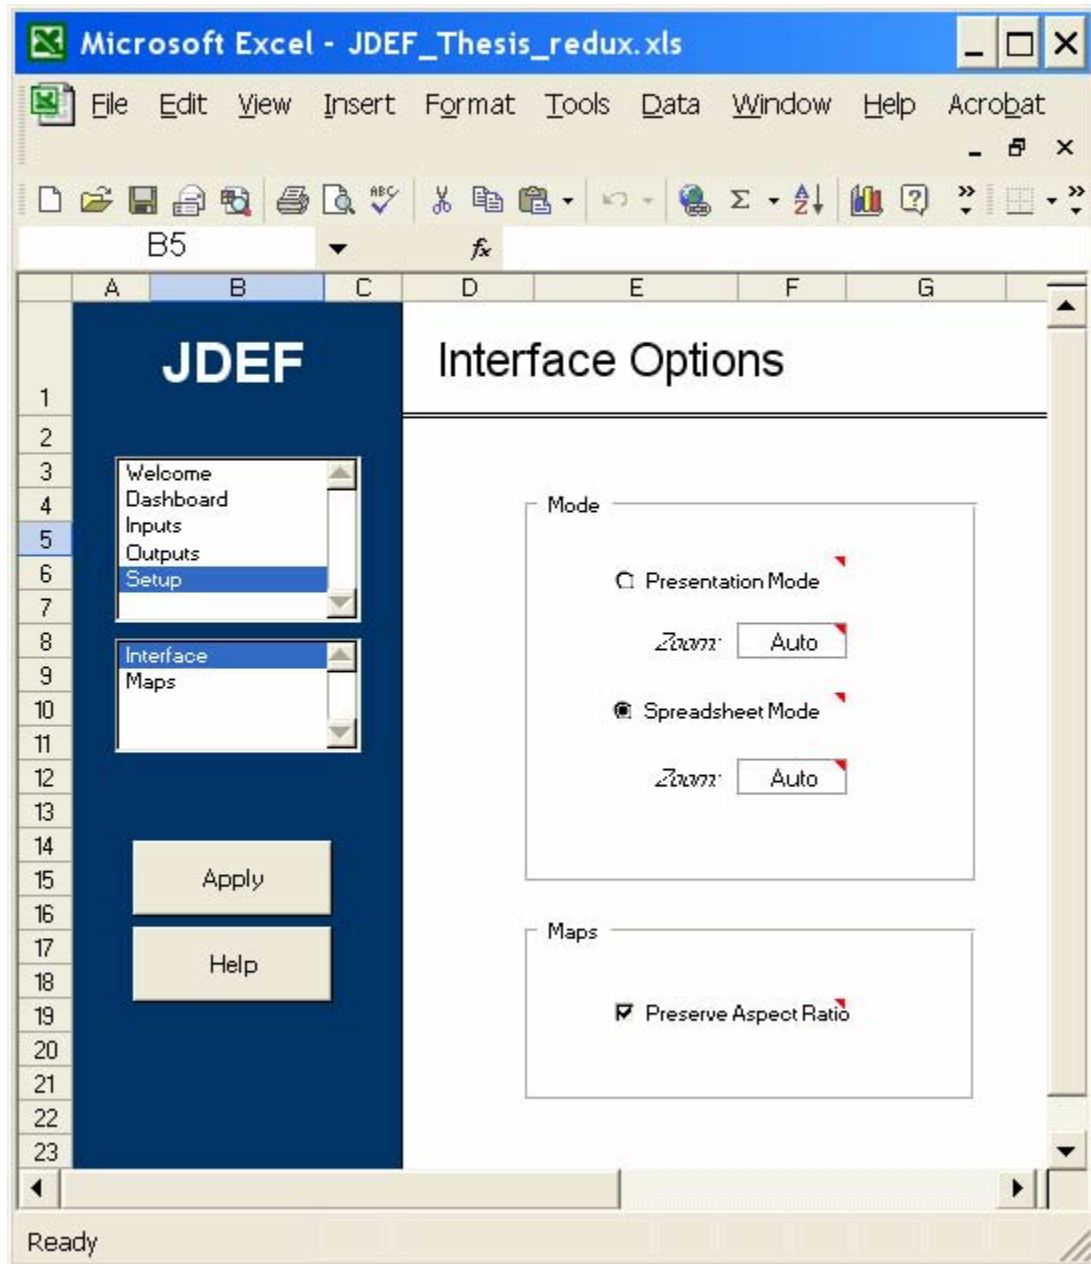 Microsoft Excel - JDEF_Thesis_redux.xls
File Edit View Insert Format Tools Data Window Help Acrobat
ABC Σ A Z ?
B5 fx
A B C D E F G
JDEF Interface Options
1
2
3 Welcome
4 Dashboard Mode
5 Inputs
Outputs
6 Setup Presentation Mode
7
8 Interface Zoom: Auto
9 Maps
10 Spreadsheet Mode
11
12 Zoom: Auto
13
14
15 Apply
16
17 Maps
18 Help
19 Preserve Aspect Ratio
20
21
22
23
Ready